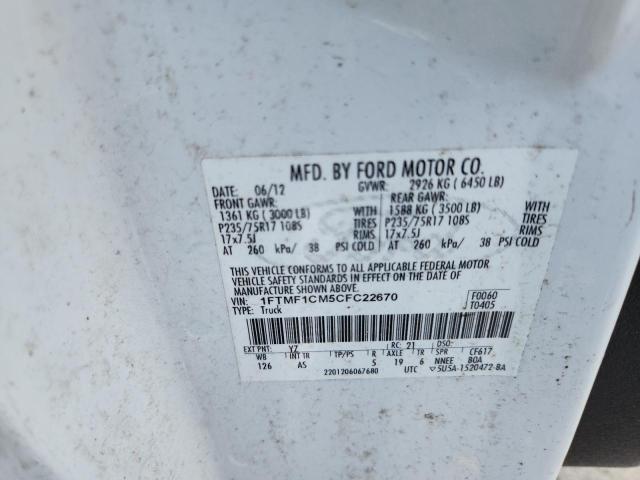 MFD. BY FORD MOTOR CO.
DATE: 06/12 GVWR: 2926 KG ( 6450 LB)
FRONT GAWR: REAR GAWR:
1361 KG ( 3000 LB) WITH 1588 KG ( 3500 LB) WITH
P235/75R17 108S TIRES P235/75R17 108S TIRES
17x7.5J RIMS 17x7.5J RIMS
AT 260 kPa/ 38 PSI COLD AT 260 kPa/ 38 PSI COLD
THIS VEHICLE CONFORMS TO ALL APPLICABLE FEDERAL MOTOR
VEHICLE SAFETY STANDARDS IN EFFECT ON THE DATE OF
MANUFACTURE SHOWN ABOVE.
VIN: 1FTMF1CM5CFC22670 F0060
TYPE: Truck T0405
EXT PNT: YZ RC: 21 DSO:
WB INT TR TP/PS R AXLE TR SPR CF617
126 AS 5 19 6 NNEE BOA
2201206067680 UTC ▽5USA-1520472-BA